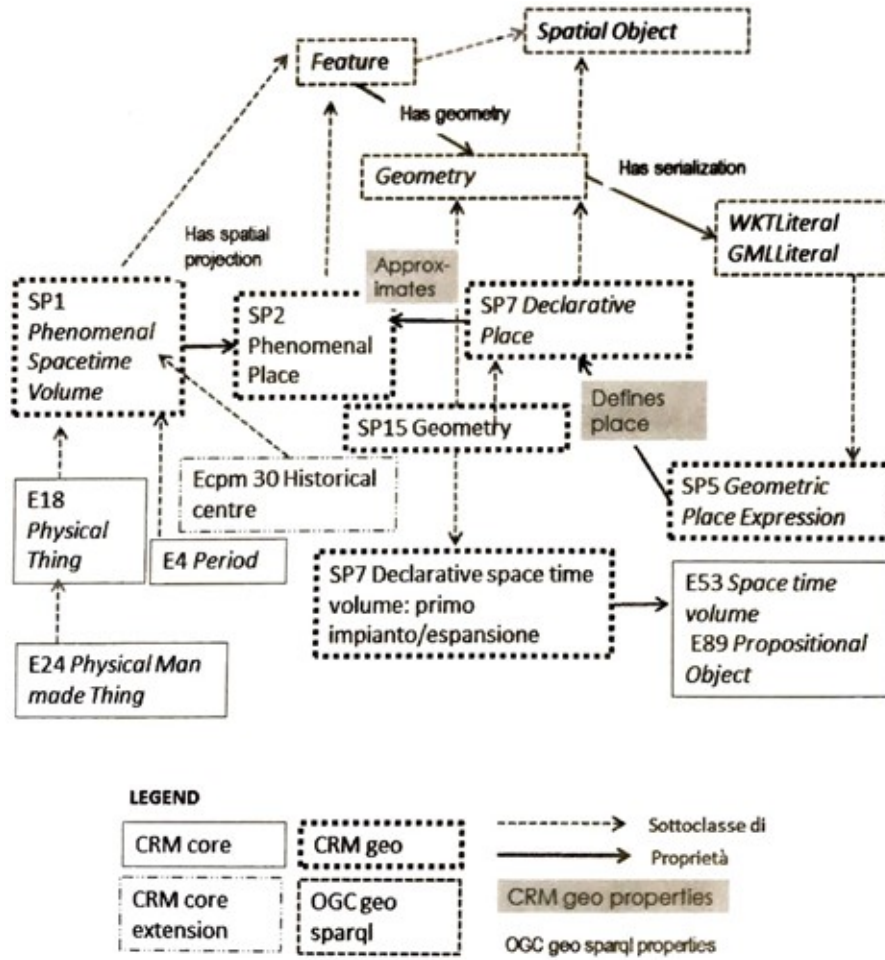 Spatial Object
Feature
Has geometry
Geometry
Has serialization
WKTLiteral
GMLLiteral
Has spatial
projection
Approx-
imates
SP1
Phenomenal
Spacetime
Volume
SP2
Phenomenal
Place
SP7 Declarative
Place
Defines
place
SP15 Geometry
Ecpm 30 Historical
centre
SP5 Geometric
Place Expression
E18
Physical
Thing
E4 Period
SP7 Declarative space time
volume: primo
impianto/espansione
E53 Space time
volume
E89 Propositional
Object
E24 Physical Man
made Thing
LEGEND
CRM core
CRM geo
Sottoclasse di
Proprietà
CRM core
extension
OGC geo
sparql
CRM geo properties
OGC geo sparql properties